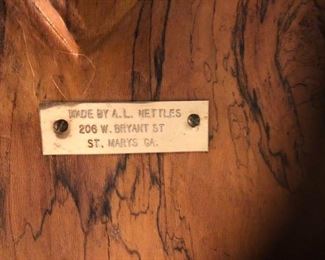 MADE BY A.L. NETTLES
206 W. BRYANT ST
ST. MARYS GA.